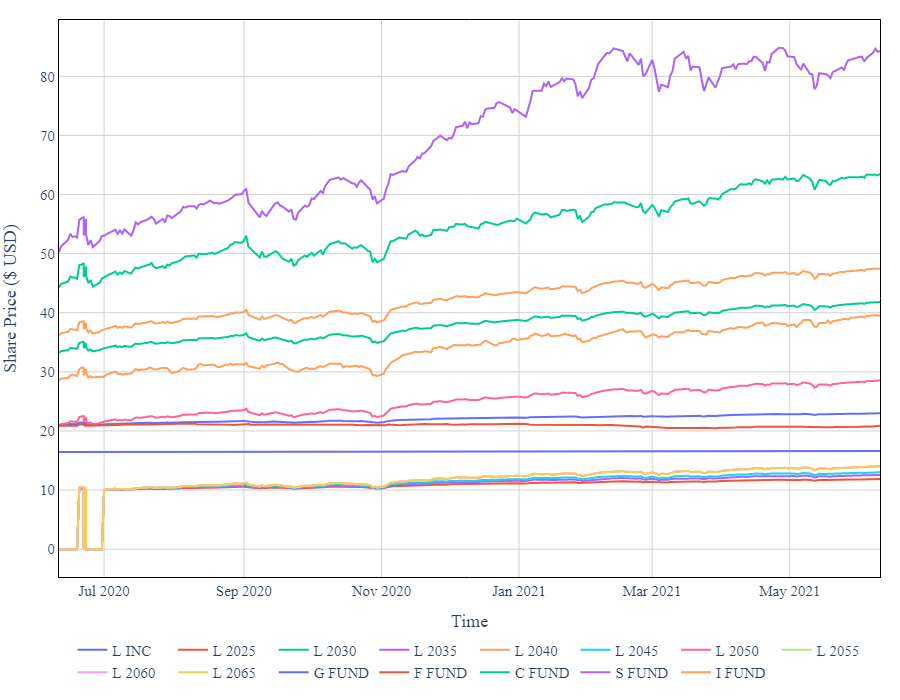 80
70
60
50
40
30
20
10
0
Share Price ($ USD)
Jul 2020 Sep 2020 Nov 2020 Jan 2021 Mar 2021 May 2021
Time
L INC L 2025 L 2030 L 2035 L 2040 L 2045 L 2050 L 2055
L 2060 L 2065 G FUND F FUND C FUND S FUND I FUND